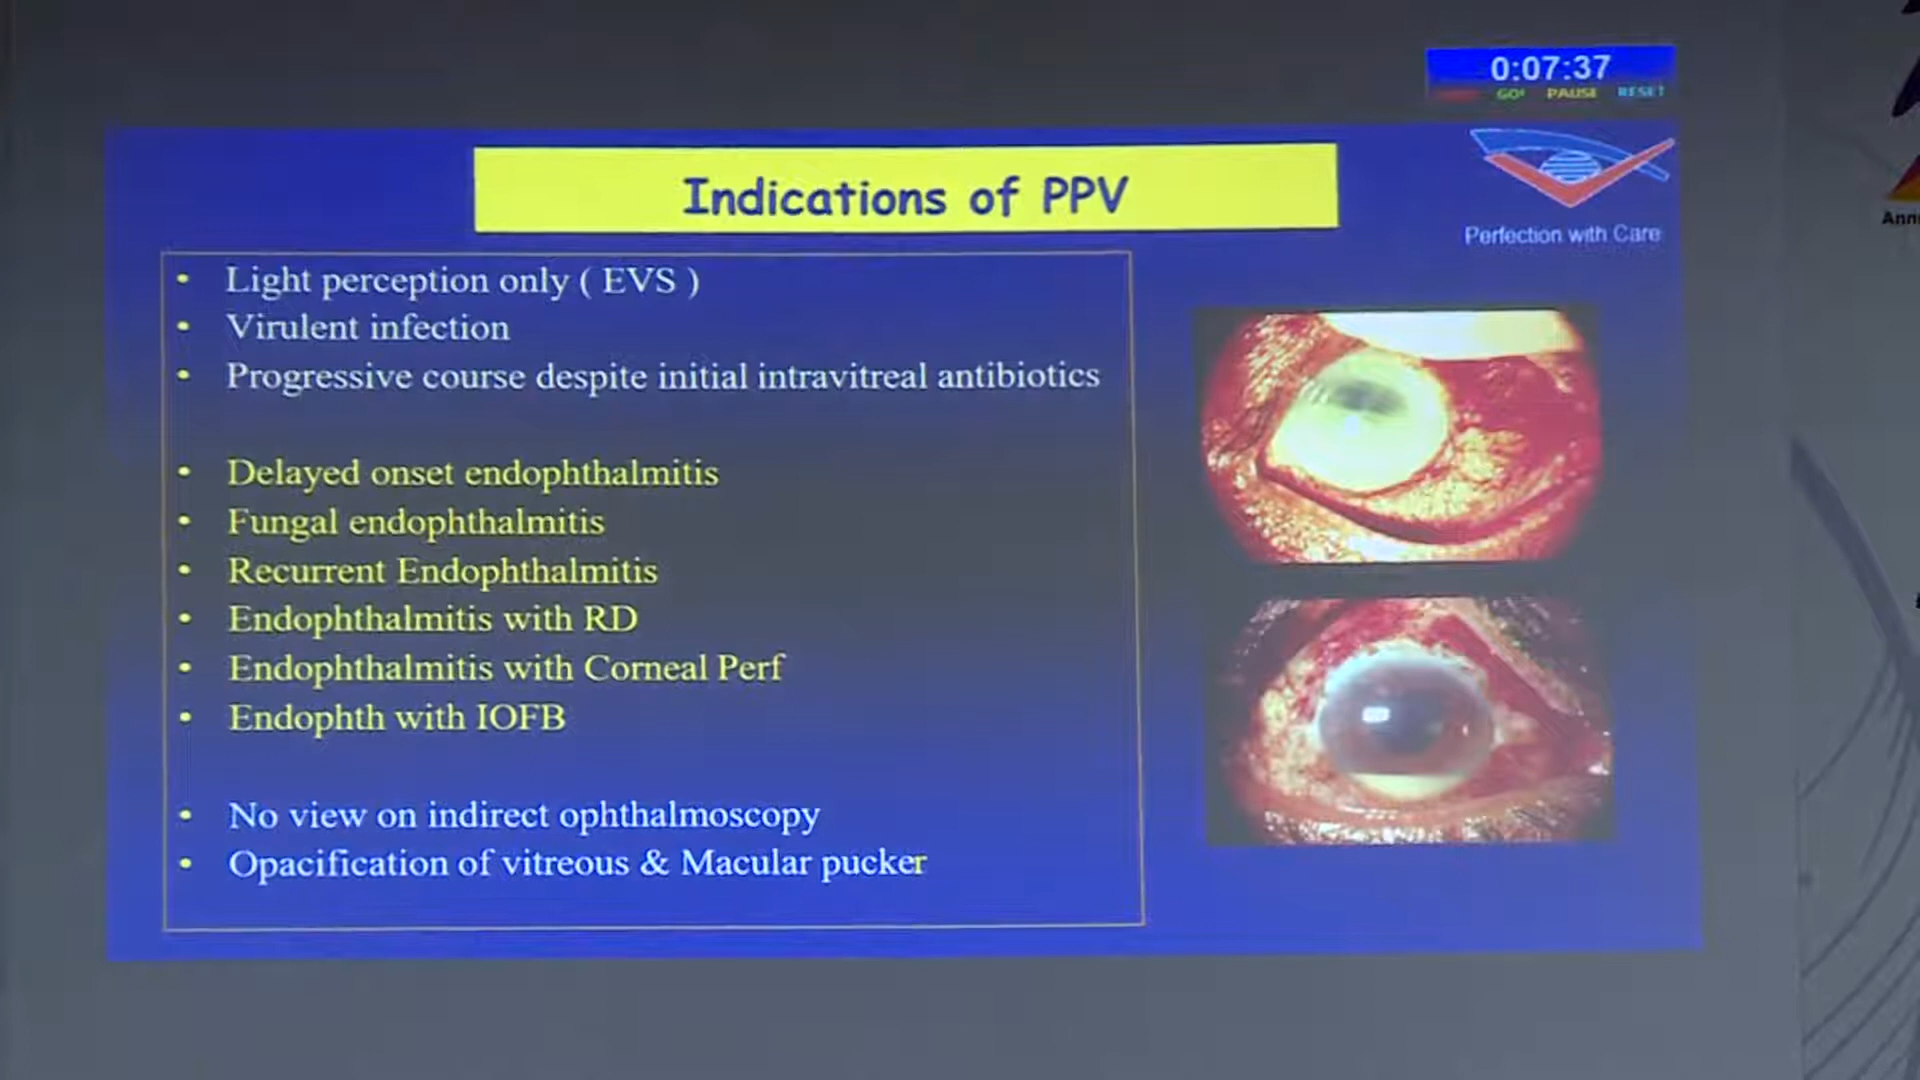 0:07:37
GO! PAUSE RESET
Indications of PPV
Perfection with Care
• Light perception only ( EVS )
• Virulent infection
• Progressive course despite initial intravitreal antibiotics
• Delayed onset endophthalmitis
• Fungal endophthalmitis
• Recurrent Endophthalmitis
• Endophthalmitis with RD
• Endophthalmitis with Corneal Perf
• Endophth with IOFB
• No view on indirect ophthalmoscopy
• Opacification of vitreous & Macular pucker